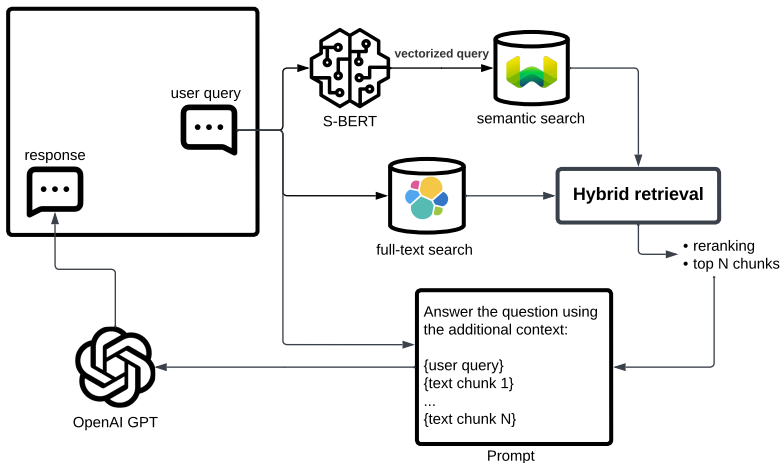 user query
response
S-BERT
vectorized query
semantic search
full-text search
Hybrid retrieval
• reranking
• top N chunks
Answer the question using
the additional context:
{user query}
{text chunk 1}
...
{text chunk N}
Prompt
OpenAI GPT